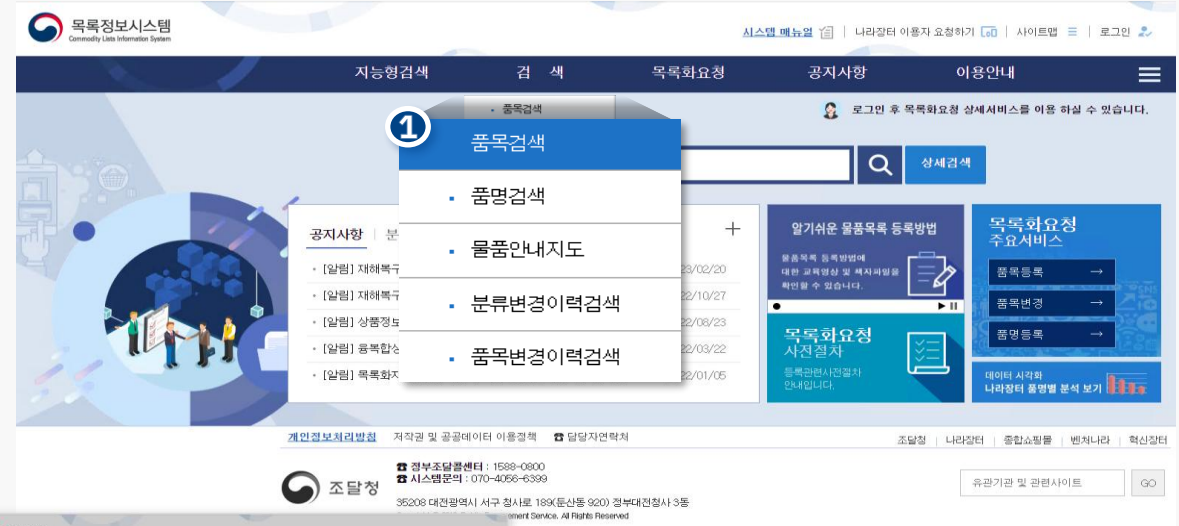 목록정보시스템
Commodity Lists Information System
시스템 매뉴얼 | 나라장터 이용자 요청하기 | 사이트맵 | 로그인
지능형검색 검 색 목록화요청 공지사항 이용안내
품목검색
로그인 후 목록화요청 상세서비스를 이용 하실 수 있습니다.
1
품목검색
품명검색
물품안내지도
분류변경이력검색
품목변경이력검색
상세검색
공지사항 | 분
[알림] 재해복구 23/02/20
[알림] 재해복구 22/10/27
[알림] 상품정보 22/08/23
[알림] 융복합상 22/03/22
[알림] 목록화지 22/01/05
알기쉬운 물품목록 등록방법
물품목록 등록방법에
대한 교육영상 및 책자파일을
확인할 수 있습니다.
목록화요청
사전절차
등록관련사전절차
안내입니다.
목록화요청
주요서비스
품목등록 →
품목변경 →
품명등록 →
데이터 시각화
나라장터 품명별 분석 보기
개인정보처리방침 저작권 및 공공데이터 이용정책 ☎ 담당자연락처
조달청 | 나라장터 | 종합쇼핑몰 | 벤처나라 | 혁신장터
조달청
☎ 정부조달콜센터 : 1588-0800
☎ 시스템문의 : 070-4056-6399
35208 대전광역시 서구 청사로 189(둔산동 920) 정부대전청사 3동
ement Service. All Rights Reserved
유관기관 및 관련사이트 GO